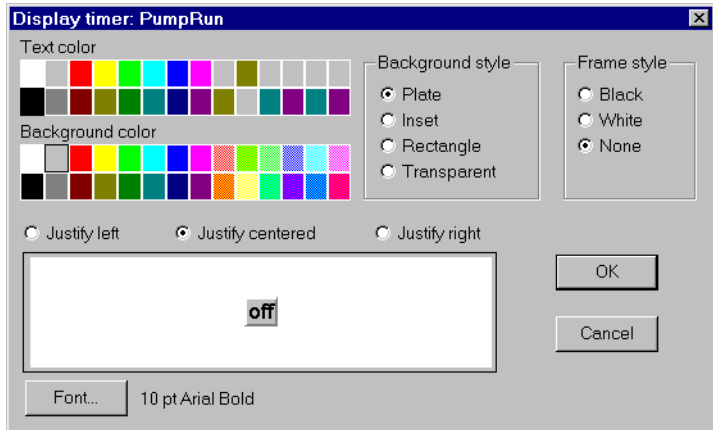 Display timer: PumpRun
Text color
Background color
Background style
Plate
Inset
Rectangle
Transparent
Frame style
Black
White
None
Justify left
Justify centered
Justify right
off
OK
Cancel
Font...
10 pt Arial Bold